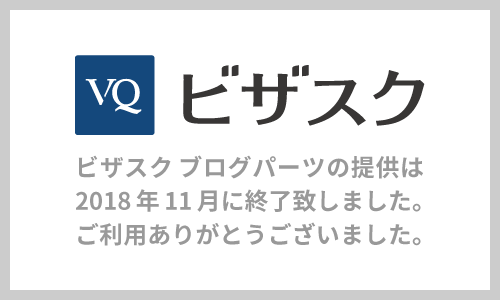 VQ ビザスク
ビザスク ブログパーツの提供は
2018 年 11 月に終了致しました。
ご利用ありがとうございました。